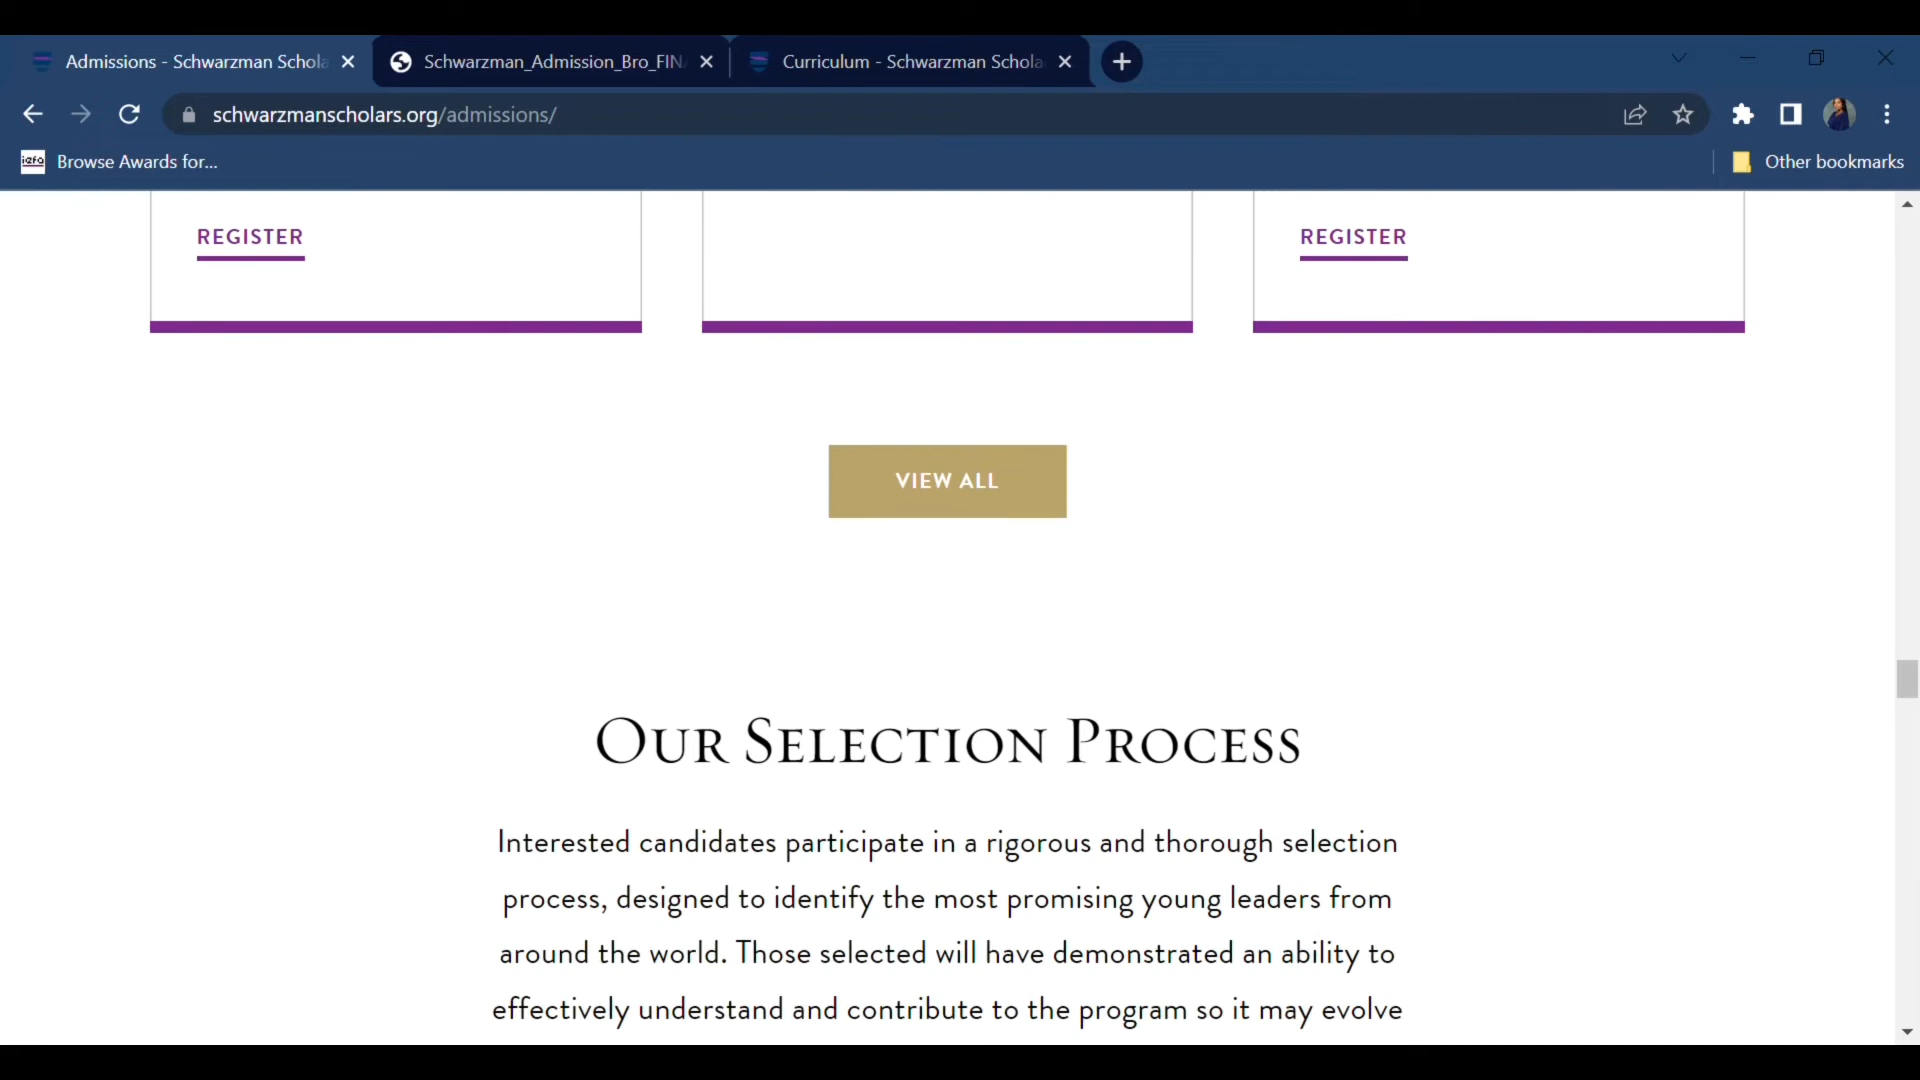 Admissions - Schwarzman Schola
Schwarzman_Admission_Bro_FIN
Curriculum - Schwarzman Schola
schwarzmanscholars.org/admissions/
iefa
Browse Awards for...
Other bookmarks
REGISTER
REGISTER
VIEW ALL
OUR SELECTION PROCESS
Interested candidates participate in a rigorous and thorough selection
process, designed to identify the most promising young leaders from
around the world. Those selected will have demonstrated an ability to
effectively understand and contribute to the program so it may evolve